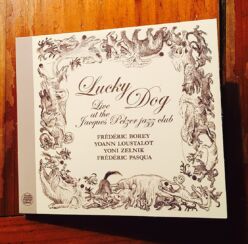 Lucky
Dog
Live
at the
Jacques Pelzer jazz club
FRÉDÉRIC BOREY
YOANN LOUSTALOT
YONI ZELNIK
FRÉDÉRIC PASQUA